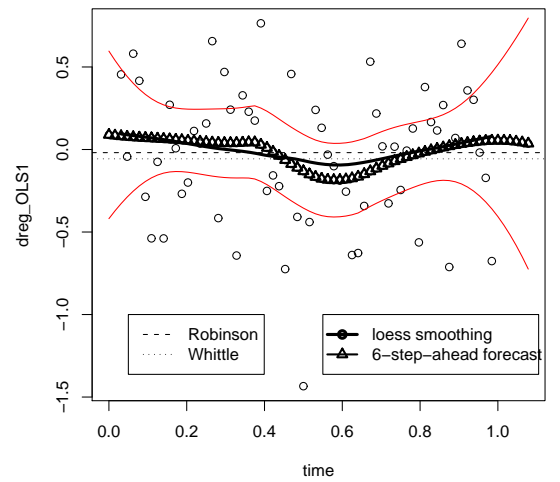 0.5
0.0
−0.5
−1.0
−1.5
dreg_OLS1
Robinson
Whittle
loess smoothing
6−step−ahead forecast
0.0 0.2 0.4 0.6 0.8 1.0
time